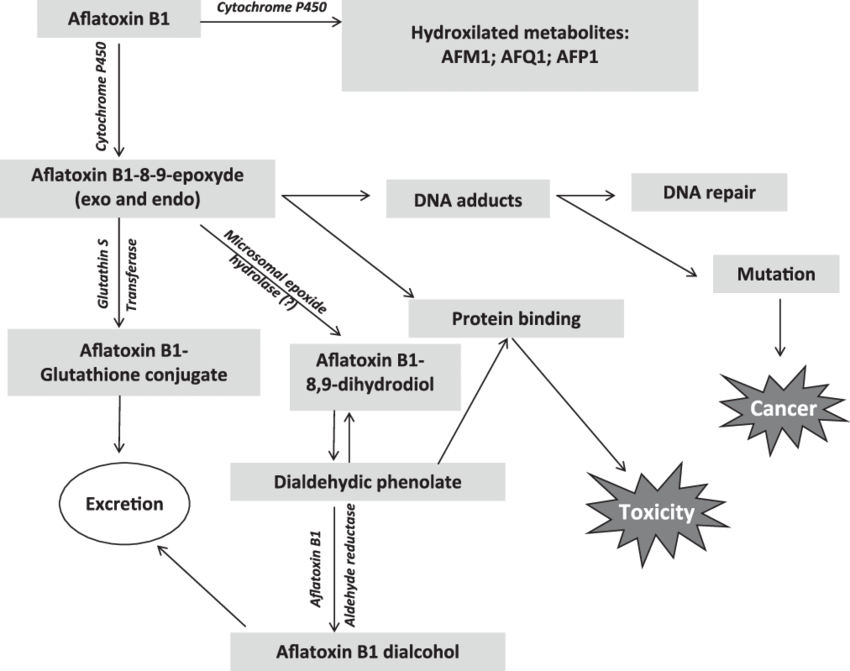 Aflatoxin B1
Cytochrome P450
Hydroxilated metabolites:
AFM1; AFQ1; AFP1
Cytochrome P450
Aflatoxin B1-8-9-epoxyde
(exo and endo)
DNA adducts
DNA repair
Glutathin S
Transferase
Microsomal epoxide
hydrolase (?)
Mutation
Protein binding
Aflatoxin B1-
Glutathione conjugate
Aflatoxin B1-
8,9-dihydrodiol
Cancer
Dialdehydic phenolate
Excretion
Toxicity
Aflatoxin B1
Aldehyde reductase
Aflatoxin B1 dialcohol